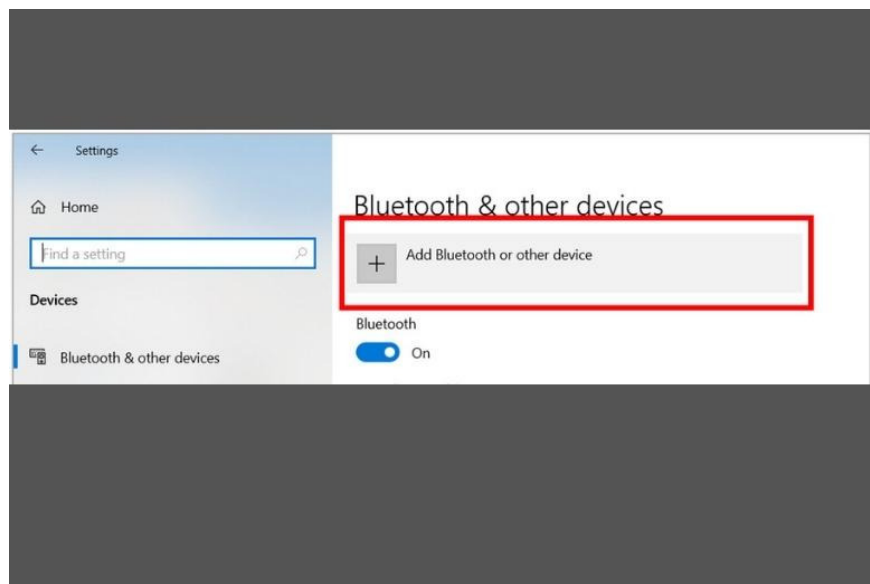 Settings
Home
Find a setting
Devices
Bluetooth & other devices
Bluetooth & other devices
Add Bluetooth or other device
Bluetooth
On